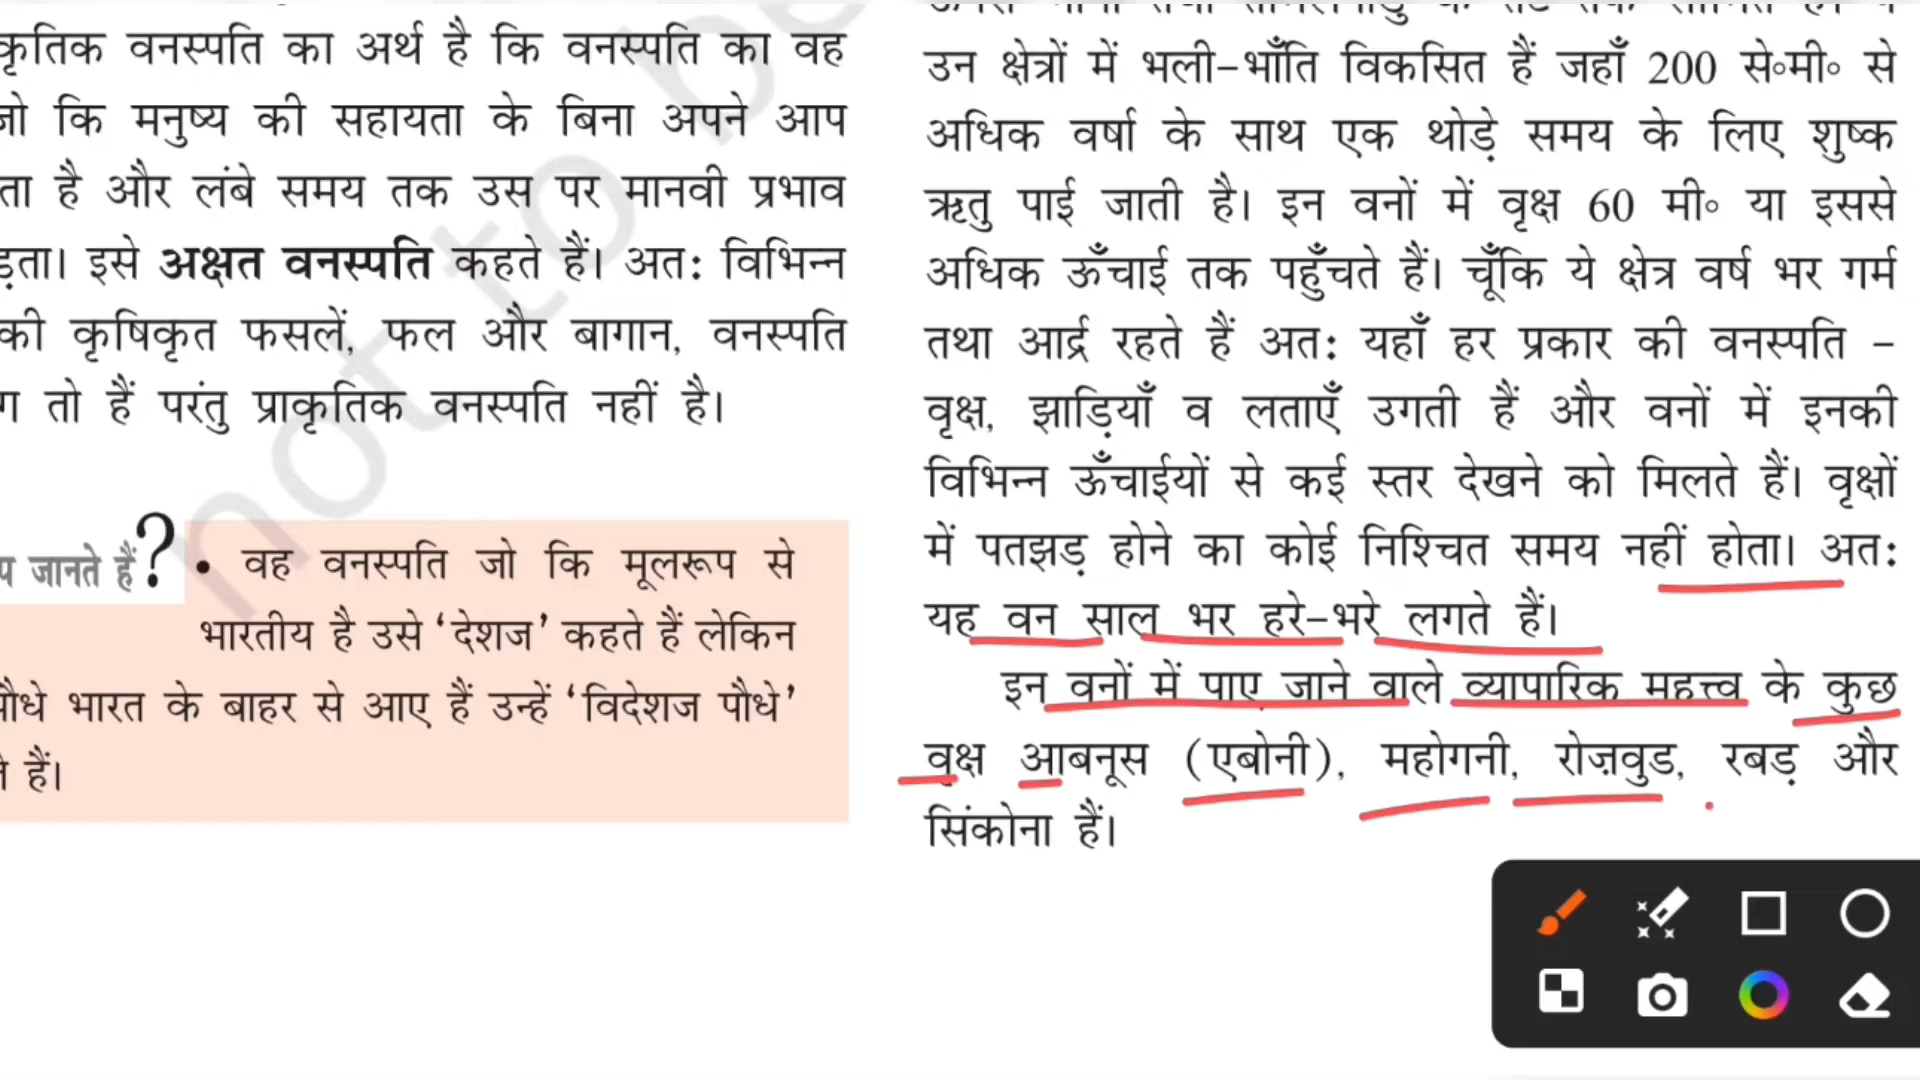 कृतिक वनस्पति का अर्थ है कि वनस्पति का वह
जो कि मनुष्य की सहायता के बिना अपने आप
ता है और लंबे समय तक उस पर मानवी प्रभाव
ड़ता। इसे अक्षत वनस्पति कहते हैं। अतः विभिन्न
की कृषिकृत फसलें, फल और बागान, वनस्पति
ग तो हैं परंतु प्राकृतिक वनस्पति नहीं है।
प जानते हैं?
• वह वनस्पति जो कि मूलरूप से
भारतीय है उसे ‘देशज’ कहते हैं लेकिन
पौधे भारत के बाहर से आए हैं उन्हें ‘विदेशज पौधे’
हैं।
not to be
उन क्षेत्रों में भली-भाँति विकसित हैं जहाँ 200 से॰मी॰ से
अधिक वर्षा के साथ एक थोड़े समय के लिए शुष्क
ऋतु पाई जाती है। इन वनों में वृक्ष 60 मी॰ या इससे
अधिक ऊँचाई तक पहुँचते हैं। चूँकि ये क्षेत्र वर्ष भर गर्म
तथा आर्द्र रहते हैं अतः यहाँ हर प्रकार की वनस्पति –
वृक्ष, झाड़ियाँ व लताएँ उगती हैं और वनों में इनकी
विभिन्न ऊँचाईयों से कई स्तर देखने को मिलते हैं। वृक्षों
में पतझड़ होने का कोई निश्चित समय नहीं होता। अतः
यह वन साल भर हरे-भरे लगते हैं।
इन वनों में पाए जाने वाले व्यापारिक महत्त्व के कुछ
वृक्ष आबनूस (एबोनी), महोगनी, रोज़वुड, रबड़ और
सिंकोना हैं।